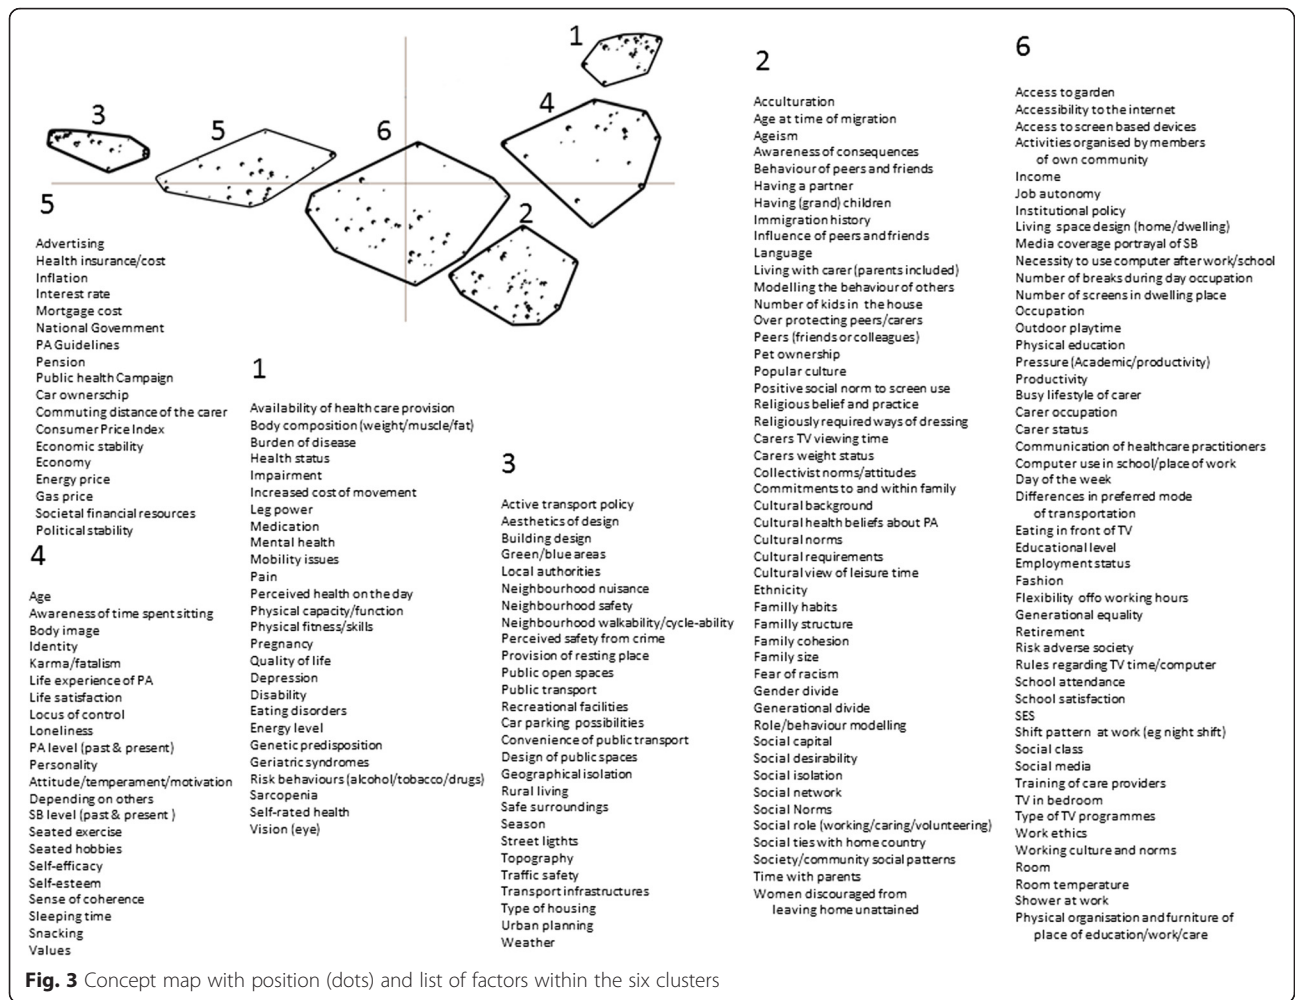 1
3
5
6
4
2
5
Advertising
Health insurance/cost
Inflation
Interest rate
Mortgage cost
National Government
PA Guidelines
Pension
Public health Campaign
Car ownership
Commuting distance of the carer
Consumer Price Index
Economic stability
Economy
Energy price
Gas price
Societal financial resources
Political stability
4
Age
Awareness of time spent sitting
Body image
Identity
Karma/fatalism
Life experience of PA
Life satisfaction
Locus of control
Loneliness
PA level (past & present)
Personality
Attitude/temperament/motivation
Depending on others
SB level (past & present )
Seated exercise
Seated hobbies
Self-efficacy
Self-esteem
Sense of coherence
Sleeping time
Snacking
Values
1
Availability of health care provision
Body composition (weight/muscle/fat)
Burden of disease
Health status
Impairment
Increased cost of movement
Leg power
Medication
Mental health
Mobility issues
Pain
Perceived health on the day
Physical capacity/function
Physical fitness/skills
Pregnancy
Quality of life
Depression
Disability
Eating disorders
Energy level
Genetic predisposition
Geriatric syndromes
Risk behaviours (alcohol/tobacco/drugs)
Sarcopenia
Self-rated health
Vision (eye)
3
Active transport policy
Aesthetics of design
Building design
Green/blue areas
Local authorities
Neighbourhood nuisance
Neighbourhood safety
Neighbourhood walkability/cycle-ability
Perceived safety from crime
Provision of resting place
Public open spaces
Public transport
Recreational facilities
Car parking possibilities
Convenience of public transport
Design of public spaces
Geographical isolation
Rural living
Safe surroundings
Season
Street ligthts
Topography
Traffic safety
Transport infrastructures
Type of housing
Urban planning
Weather
2
Acculturation
Age at time of migration
Ageism
Awareness of consequences
Behaviour of peers and friends
Having a partner
Having (grand) children
Immigration history
Influence of peers and friends
Language
Living with carer (parents included)
Modelling the behaviour of others
Number of kids in the house
Over protecting peers/carers
Peers (friends or colleagues)
Pet ownership
Popular culture
Positive social norm to screen use
Religious belief and practice
Religiously required ways of dressing
Carers TV viewing time
Carers weight status
Collectivist norms/attitudes
Commitments to and within family
Cultural background
Cultural health beliefs about PA
Cultural norms
Cultural requirements
Cultural view of leisure time
Ethnicity
Familly habits
Familly structure
Family cohesion
Family size
Fear of racism
Gender divide
Generational divide
Role/behaviour modelling
Social capital
Social desirability
Social isolation
Social network
Social Norms
Social role (working/caring/volunteering)
Social ties with home country
Society/community social patterns
Time with parents
Women discouraged from
leaving home unattained
6
Access to garden
Accessibility to the internet
Access to screen based devices
Activities organised by members
of own community
Income
Job autonomy
Institutional policy
Living space design (home/dwelling)
Media coverage portrayal of SB
Necessity to use computer after work/school
Number of breaks during day occupation
Number of screens in dwelling place
Occupation
Outdoor playtime
Physical education
Pressure (Academic/productivity)
Productivity
Busy lifestyle of carer
Carer occupation
Carer status
Communication of healthcare practitioners
Computer use in school/place of work
Day of the week
Differences in preferred mode
of transportation
Eating in front of TV
Educational level
Employment status
Fashion
Flexibility offo working hours
Generational equality
Retirement
Risk adverse society
Rules regarding TV time/computer
School attendance
School satisfaction
SES
Shift pattern at work (eg night shift)
Social class
Social media
Training of care providers
TV in bedroom
Type of TV programmes
Work ethics
Working culture and norms
Room
Room temperature
Shower at work
Physical organisation and furniture of
place of education/work/care
Fig. 3 Concept map with position (dots) and list of factors within the six clusters